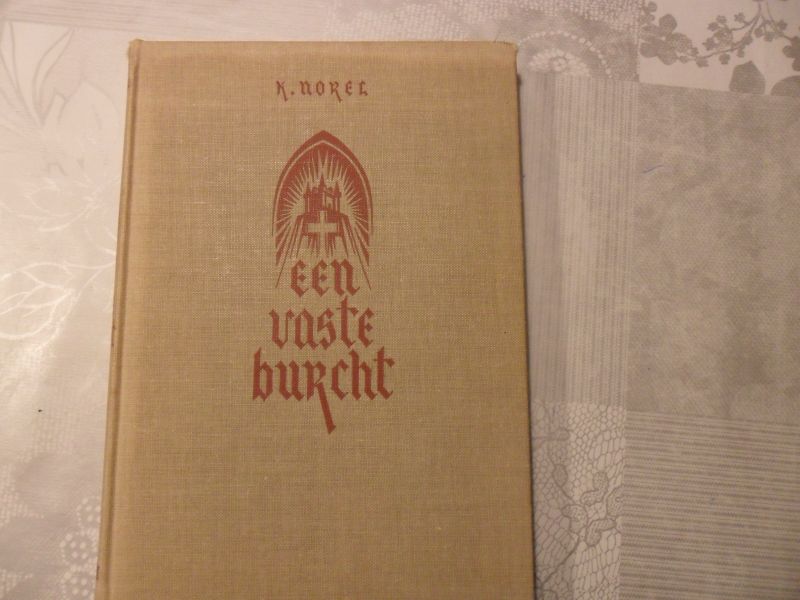 K. NOREL
een
vaste
burcht